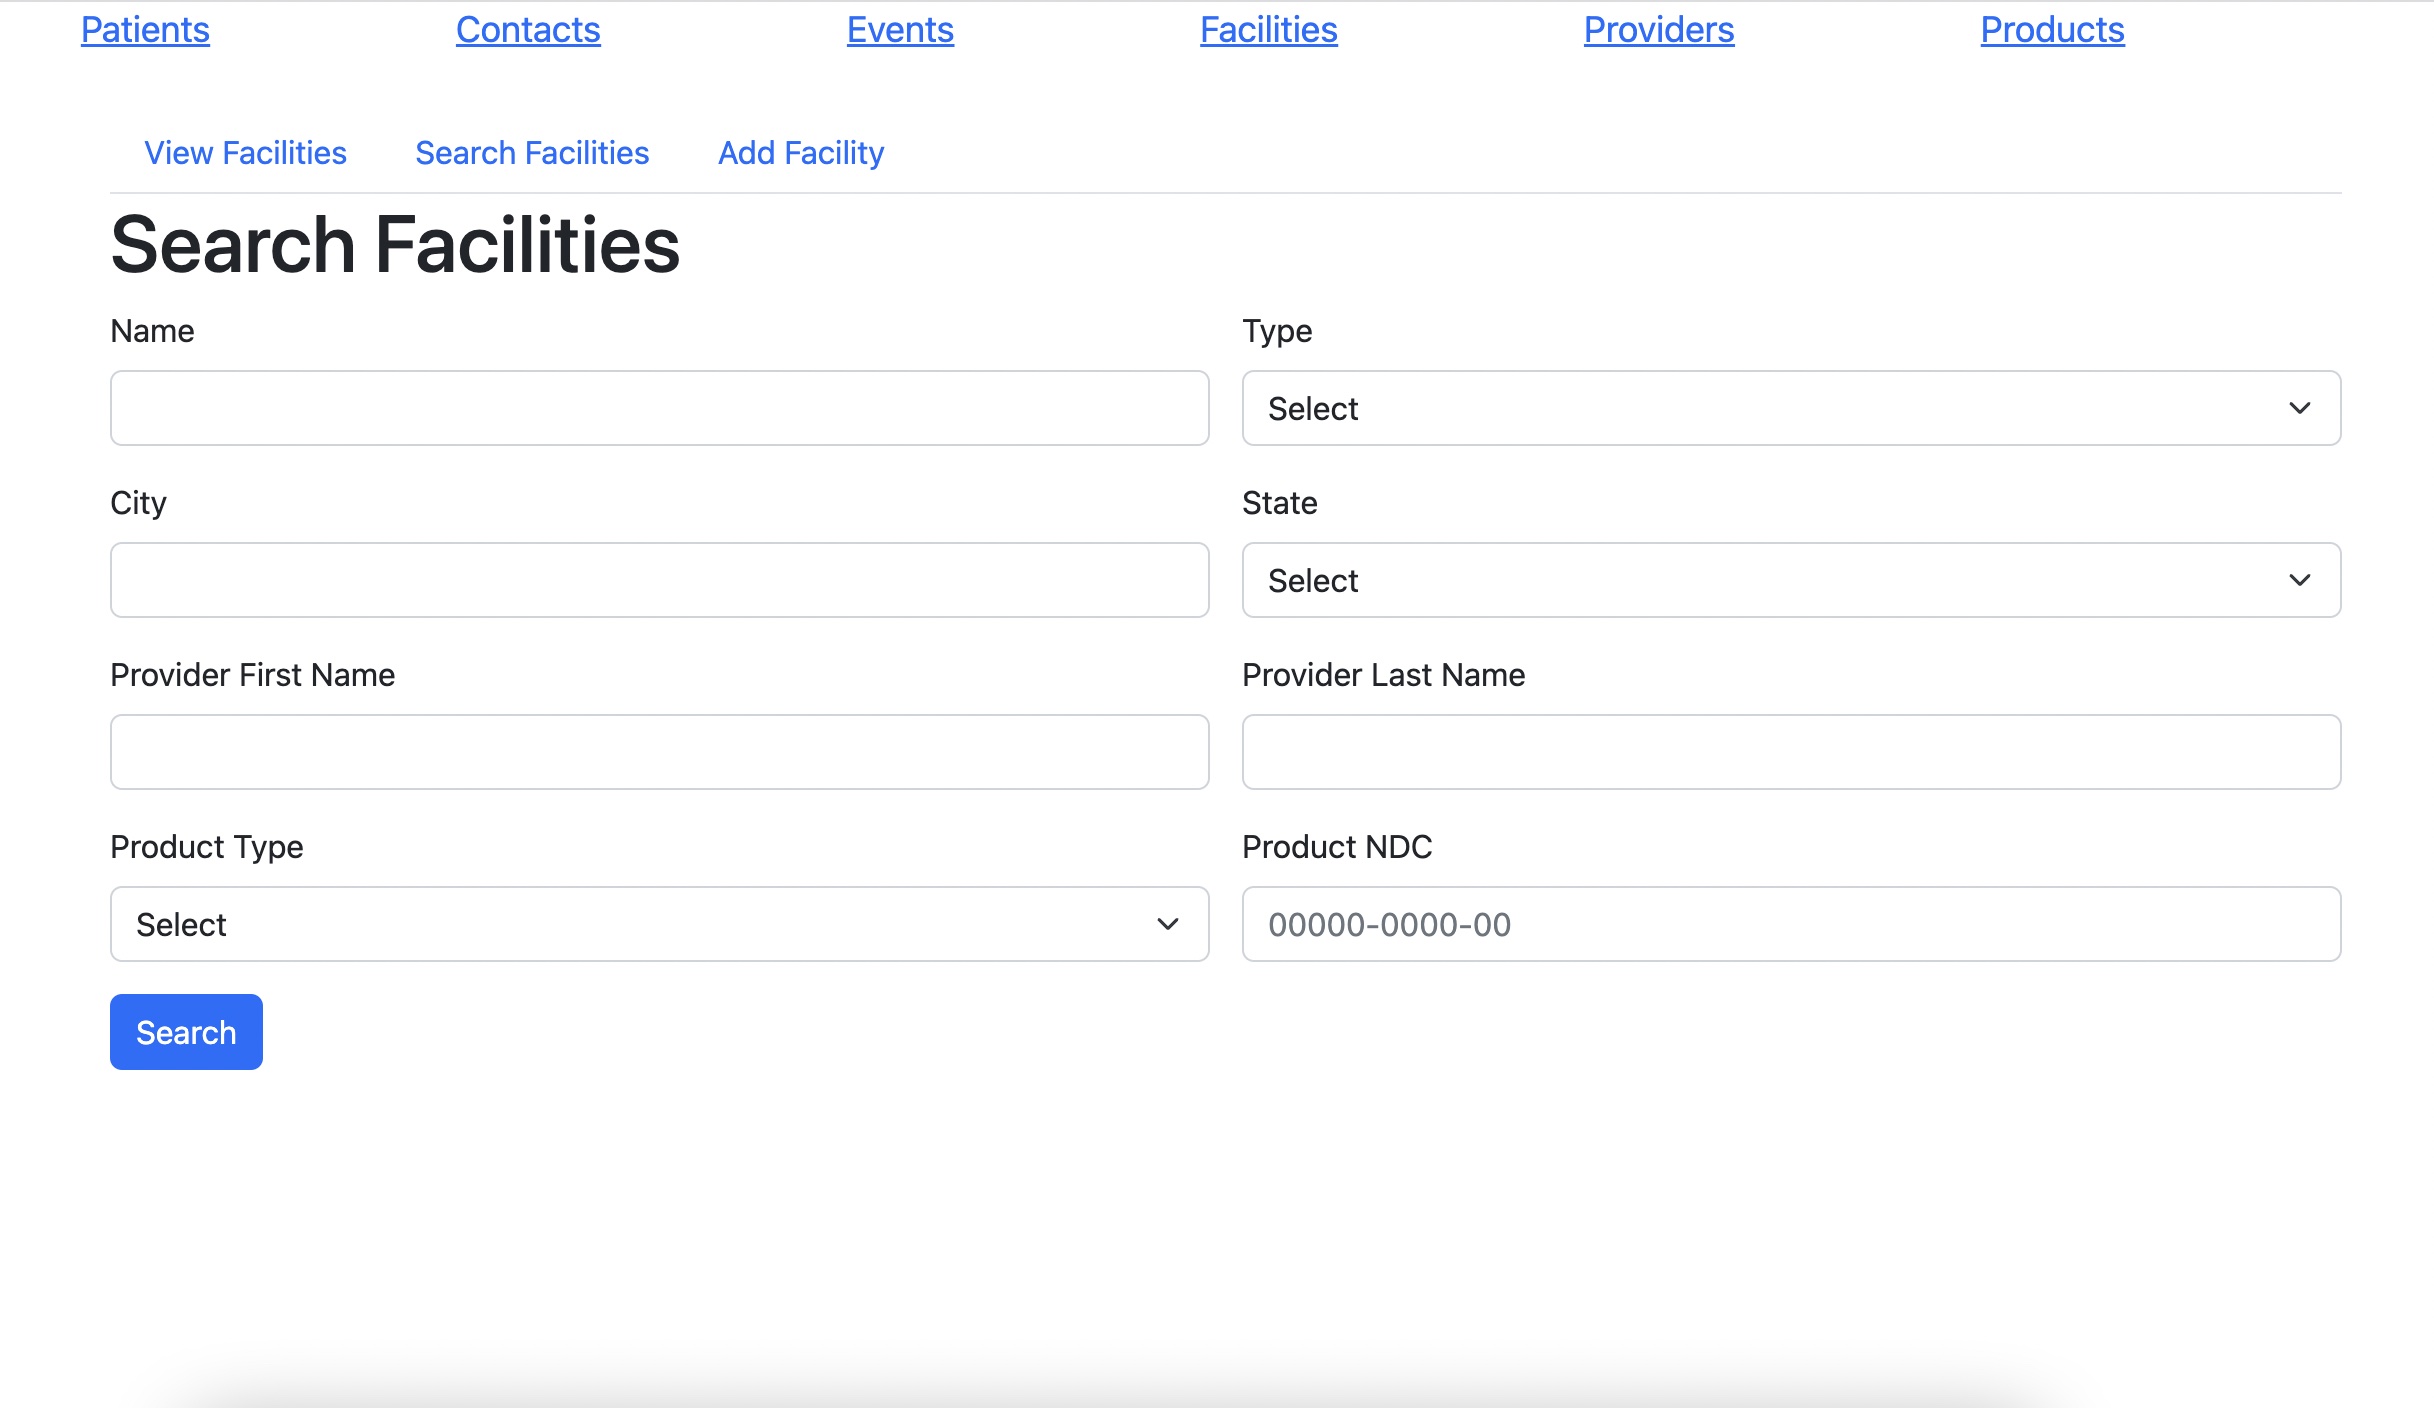 Patients Contacts Events Facilities Providers Products
View Facilities Search Facilities Add Facility
Search Facilities
Name Type
Select
City State
Select
Provider First Name Provider Last Name
Product Type Product NDC
Select 00000-0000-00
Search